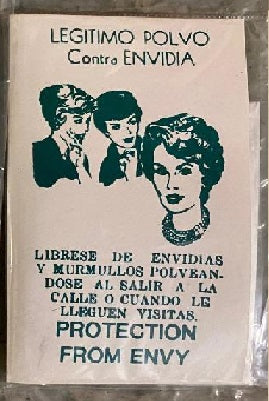 LEGITIMO POLVO
Contra ENVIDIA
LIBRESE DE ENVIDIAS
Y MURMULLOS POLVEAN-
DOSE AL SALIR A LA
CALLE O CUANDO LE
LLEGUEN VISITAS.
PROTECTION
FROM ENVY